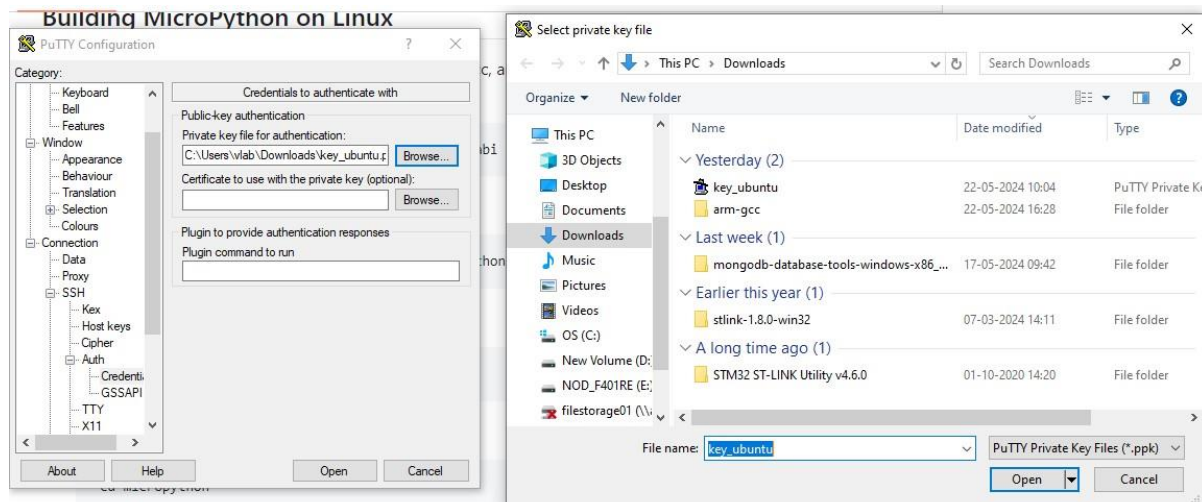 Building MicroPython on Linux
PuTTY Configuration
? ×
Category:
Keyboard
Bell
Features
Window
Appearance
Behaviour
Translation
Selection
Colours
Connection
Data
Proxy
SSH
Kex
Host keys
Cipher
Auth
Credenti
GSSAPI
TTY
X11
Credentials to authenticate with
Public-key authentication
Private key file for authentication:
C:\Users\vlab\Downloads\key_ubuntu.p Browse...
Certificate to use with the private key (optional):
Browse...
Plugin to provide authentication responses
Plugin command to run
About Help Open Cancel
c, a
abi
thon
cd micropython
Select private key file
This PC > Downloads
Search Downloads
Organize New folder
This PC
3D Objects
Desktop
Documents
Downloads
Music
Pictures
Videos
OS (C:)
New Volume (D:
NOD_F401RE (E:)
filestorage01 (\\
Name Date modified Type
Yesterday (2)
key_ubuntu 22-05-2024 10:04 PuTTY Private K
arm-gcc 22-05-2024 16:28 File folder
Last week (1)
mongodb-database-tools-windows-x86_... 17-05-2024 09:42 File folder
Earlier this year (1)
stlink-1.8.0-win32 07-03-2024 14:11 File folder
A long time ago (1)
STM32 ST-LINK Utility v4.6.0 01-10-2020 14:20 File folder
File name: key_ubuntu PuTTY Private Key Files (*.ppk)
Open Cancel